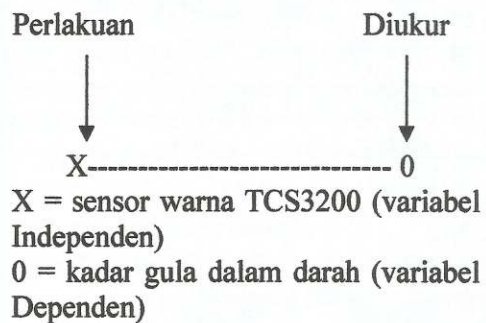 Perlakuan Diukur
X------------------------------ 0
X = sensor warna TCS3200 (variabel
Independen)
0 = kadar gula dalam darah (variabel
Dependen)